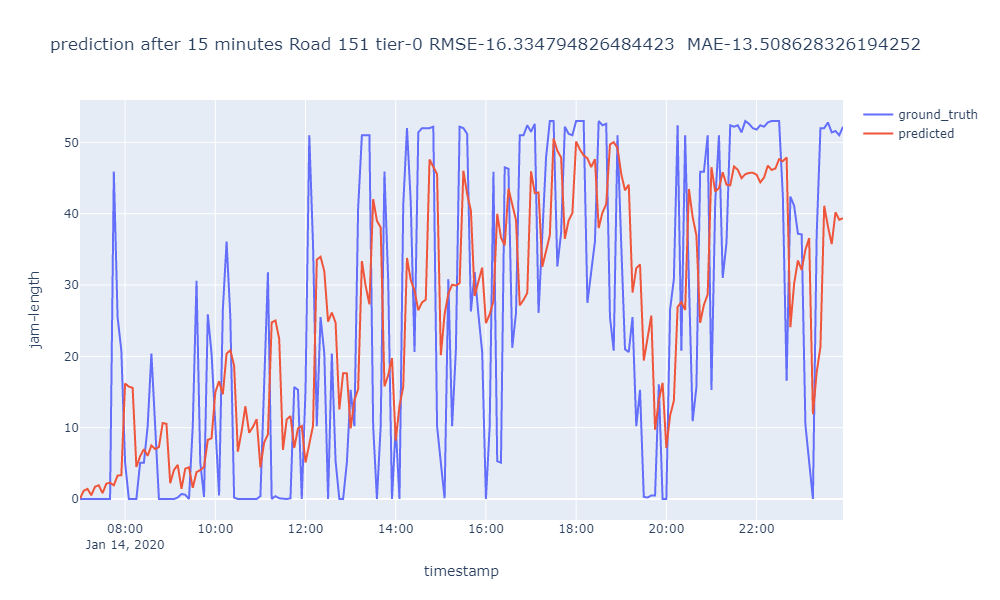 prediction after 15 minutes Road 151 tier-0 RMSE-16.334794826484423  MAE-13.508628326194252
ground_truth
predicted
50
40
30
20
10
0
jam-length
08:00 10:00 12:00 14:00 16:00 18:00 20:00 22:00
Jan 14, 2020
timestamp